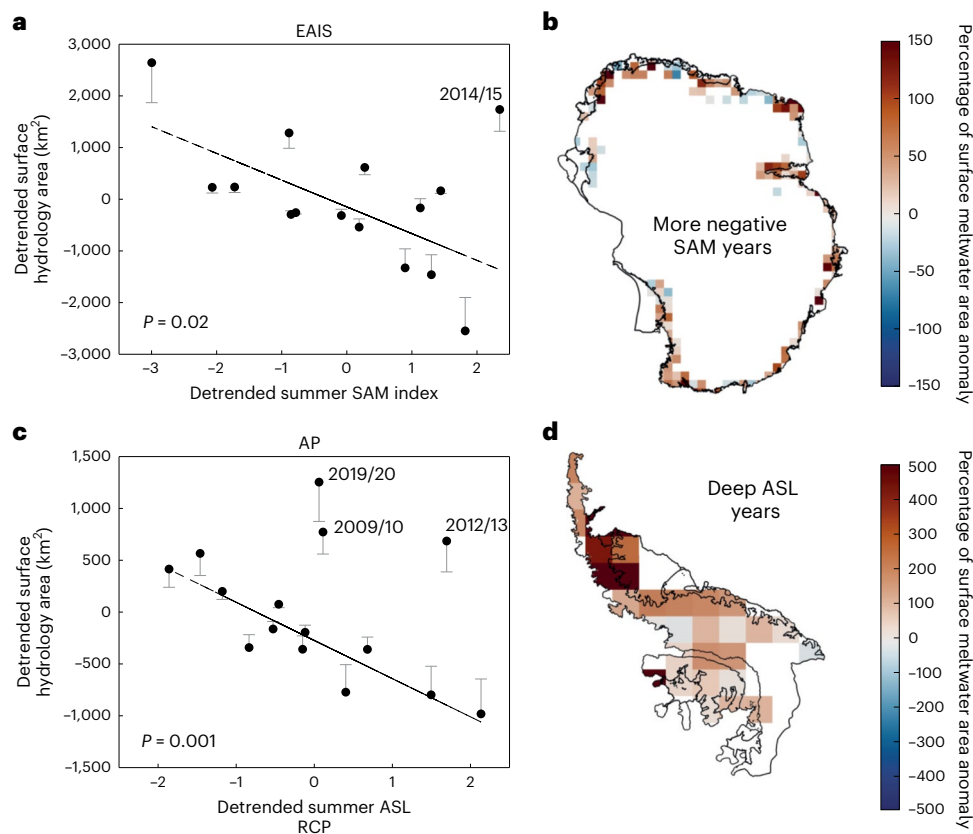 a
EAIS
3,000
2,000
1,000
0
–1,000
–2,000
–3,000
Detrended surface
hydrology area (km²)
2014/15
P = 0.02
–3
–2
–1
0
1
2
Detrended summer SAM index
b
More negative
SAM years
150
100
50
0
–50
–100
–150
Percentage of surface meltwater area anomaly
c
AP
1,500
1,000
500
0
–500
–1,000
–1,500
Detrended surface
hydrology area (km²)
2019/20
2009/10
2012/13
P = 0.001
–2
–1
0
1
2
Detrended summer ASL
RCP
d
Deep ASL
years
500
400
300
200
100
0
–100
–200
–300
–400
–500
Percentage of surface meltwater area anomaly